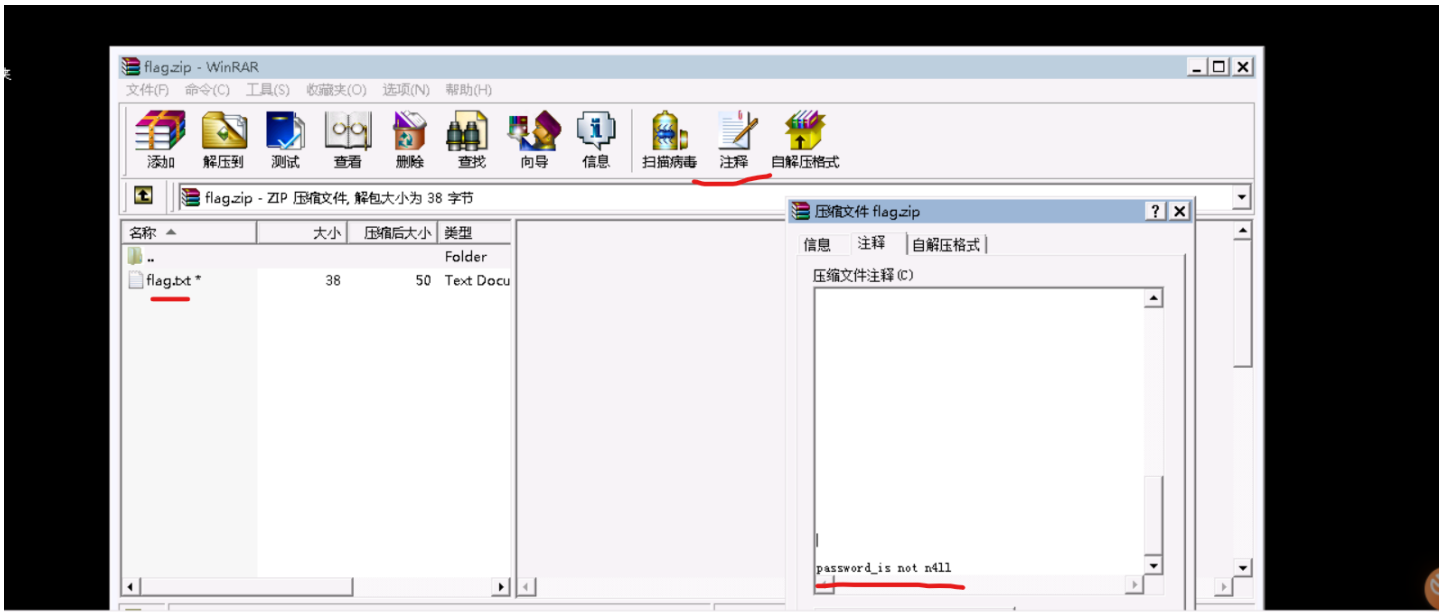 夹
flag.zip - WinRAR
文件(F) 命令(C) 工具(S) 收藏夹(O) 选项(N) 帮助(H)
添加 解压到 测试 查看 删除 查找 向导 信息 扫描病毒 注释 自解压格式
flag.zip - ZIP 压缩文件, 解包大小为 38 字节
名称 大小 压缩后大小 类型
.. Folder
flag.txt * 38 50 Text Docu
压缩文件 flag.zip
信息 注释 自解压格式
压缩文件注释(C)
password_is not n4ll